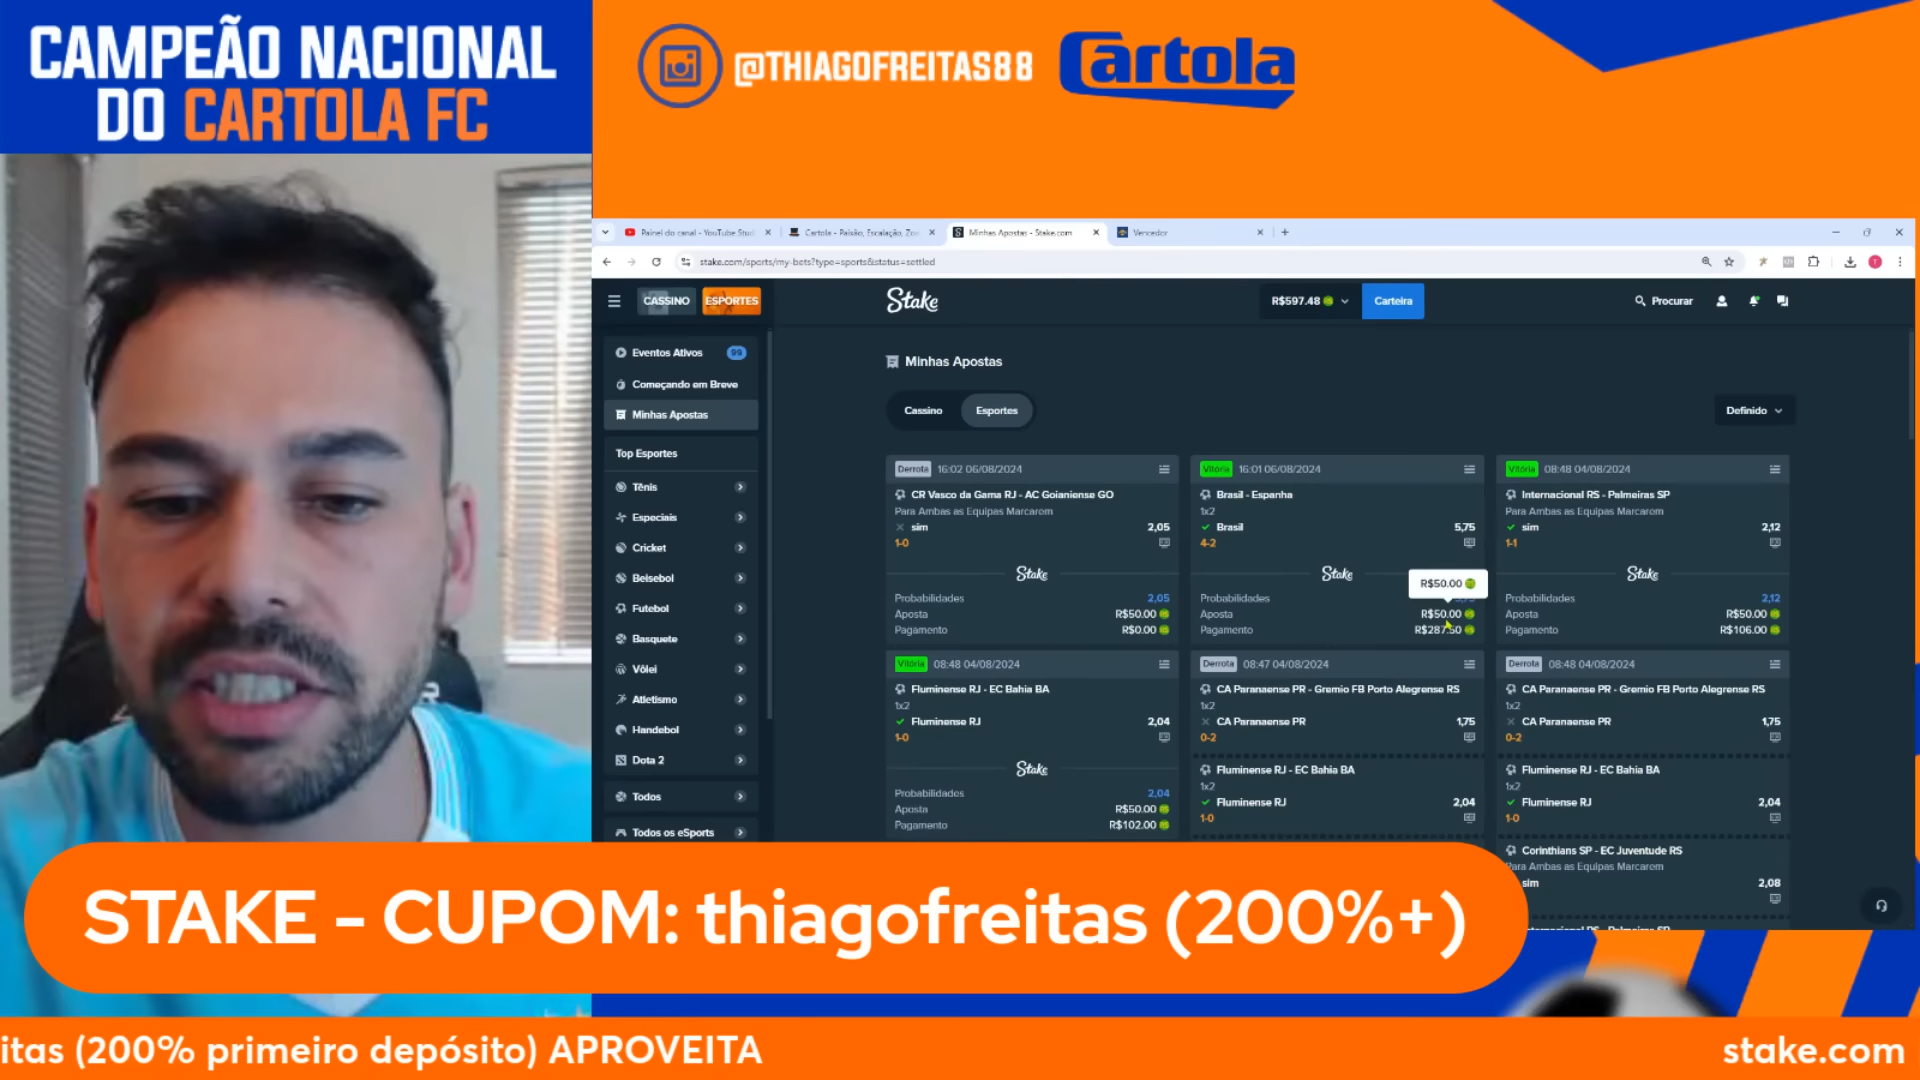 CAMPEÃO NACIONAL
DO CARTOLA FC
@THIAGOFREITAS88
Cartola
Painel do canal - YouTube Stud
Cartola - Paixão, Escalação, Zoe
Minhas Apostas - Stake.com
Vencedor
stake.com/sports/my-bets?type=sports&status=settled
CASSINO
ESPORTES
Stake
R$597.48
Carteira
Procurar
Eventos Ativos 99
Começando em Breve
Minhas Apostas
Top Esportes
Tênis
Especiais
Cricket
Beisebol
Futebol
Basquete
Vôlei
Atletismo
Handebol
Dota 2
Todos
Todos os eSports
Minhas Apostas
Cassino
Esportes
Definido
Derrota 16:02 06/08/2024
CR Vasco da Gama RJ - AC Goianiense GO
Para Ambas as Equipas Marcarem
sim 2,05
1-0
Stake
Probabilidades 2,05
Aposta R$50.00
Pagamento R$0.00
Vitória 16:01 06/08/2024
Brasil - Espanha
1x2
Brasil 5,75
4-2
Stake
R$50.00
Probabilidades
Aposta R$50.00
Pagamento R$287.50
Vitória 08:48 04/08/2024
Internacional RS - Palmeiras SP
Para Ambas as Equipas Marcarem
sim 2,12
1-1
Stake
Probabilidades 2,12
Aposta R$50.00
Pagamento R$106.00
Vitória 08:48 04/08/2024
Fluminense RJ - EC Bahia BA
1x2
Fluminense RJ 2,04
1-0
Stake
Probabilidades 2,04
Aposta R$50.00
Pagamento R$102.00
Derrota 08:47 04/08/2024
CA Paranaense PR - Gremio FB Porto Alegrense RS
1x2
CA Paranaense PR 1,75
0-2
Fluminense RJ - EC Bahia BA
1x2
Fluminense RJ 2,04
1-0
Derrota 08:48 04/08/2024
CA Paranaense PR - Gremio FB Porto Alegrense RS
1x2
CA Paranaense PR 1,75
0-2
Fluminense RJ - EC Bahia BA
1x2
Fluminense RJ 2,04
1-0
Corinthians SP - EC Juventude RS
Para Ambas as Equipas Marcarem
sim 2,08
STAKE - CUPOM: thiagofreitas (200%+)
itas (200% primeiro depósito) APROVEITA
stake.com